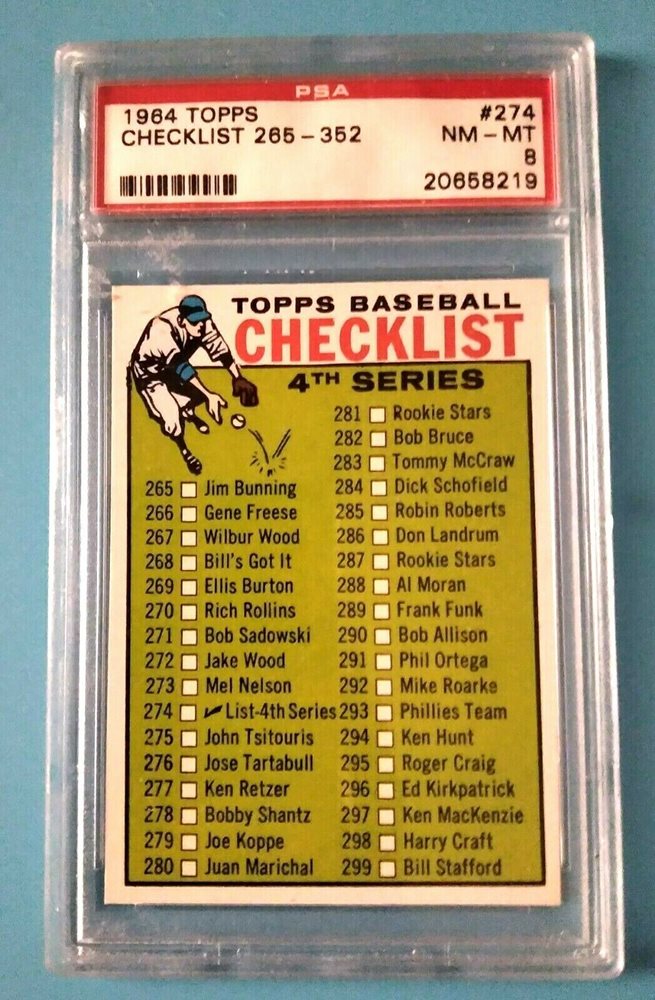 PSA
1964 TOPPS #274
CHECKLIST 265-352 NM-MT
8
20658219
TOPPS BASEBALL
CHECKLIST
4TH SERIES
265 Jim Bunning
266 Gene Freese
267 Wilbur Wood
268 Bill's Got It
269 Ellis Burton
270 Rich Rollins
271 Bob Sadowski
272 Jake Wood
273 Mel Nelson
274 List-4th Series
275 John Tsitouris
276 Jose Tartabull
277 Ken Retzer
278 Bobby Shantz
279 Joe Koppe
280 Juan Marichal
281 Rookie Stars
282 Bob Bruce
283 Tommy McCraw
284 Dick Schofield
285 Robin Roberts
286 Don Landrum
287 Rookie Stars
288 Al Moran
289 Frank Funk
290 Bob Allison
291 Phil Ortega
292 Mike Roarke
293 Phillies Team
294 Ken Hunt
295 Roger Craig
296 Ed Kirkpatrick
297 Ken MacKenzie
298 Harry Craft
299 Bill Stafford